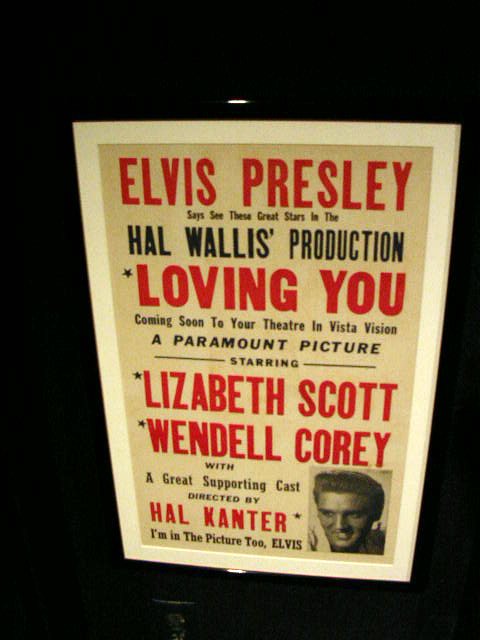 ELVIS PRESLEY
Says See These Great Stars In The
HAL WALLIS' PRODUCTION
*LOVING YOU
Coming Soon To Your Theatre In Vista Vision
A PARAMOUNT PICTURE
STARRING
*LIZABETH SCOTT
*WENDELL COREY
WITH
A Great Supporting Cast
DIRECTED BY
HAL KANTER*
I'm in The Picture Too, ELVIS